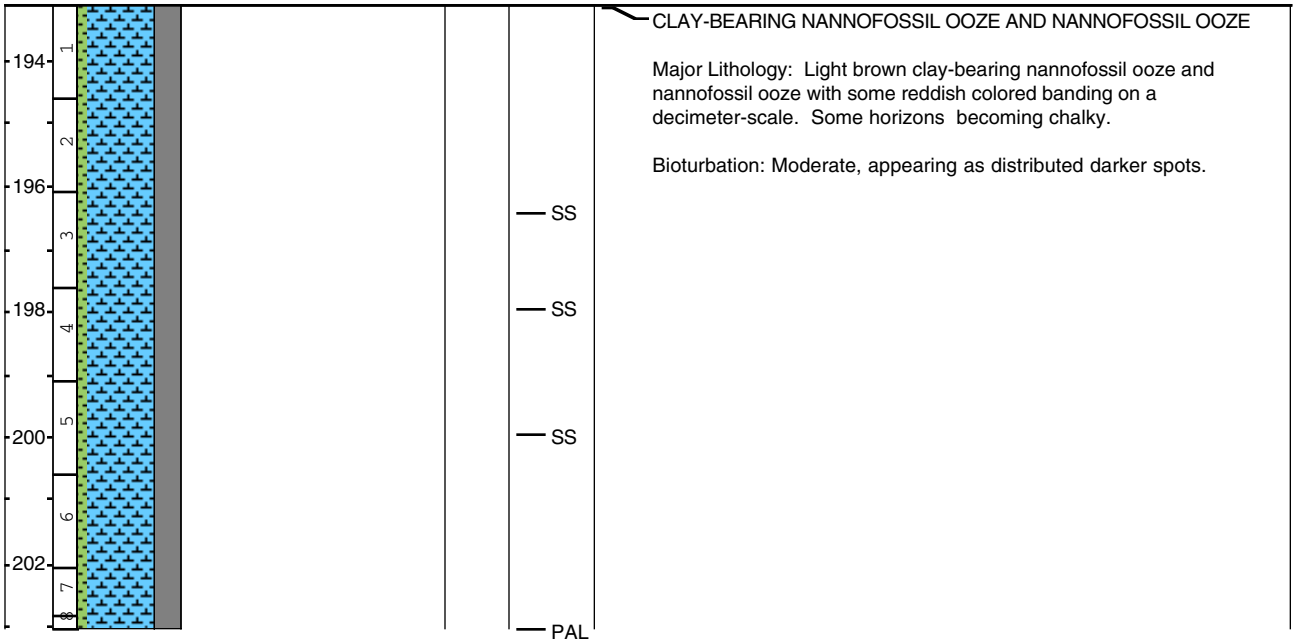 CLAY-BEARING NANNOFOSSIL OOZE AND NANNOFOSSIL OOZE
Major Lithology: Light brown clay-bearing nannofossil ooze and
nannofossil ooze with some reddish colored banding on a
decimeter-scale. Some horizons becoming chalky.
Bioturbation: Moderate, appearing as distributed darker spots.
1
194
2
196
SS
3
198
SS
4
5
200
SS
6
202
7
8
PAL